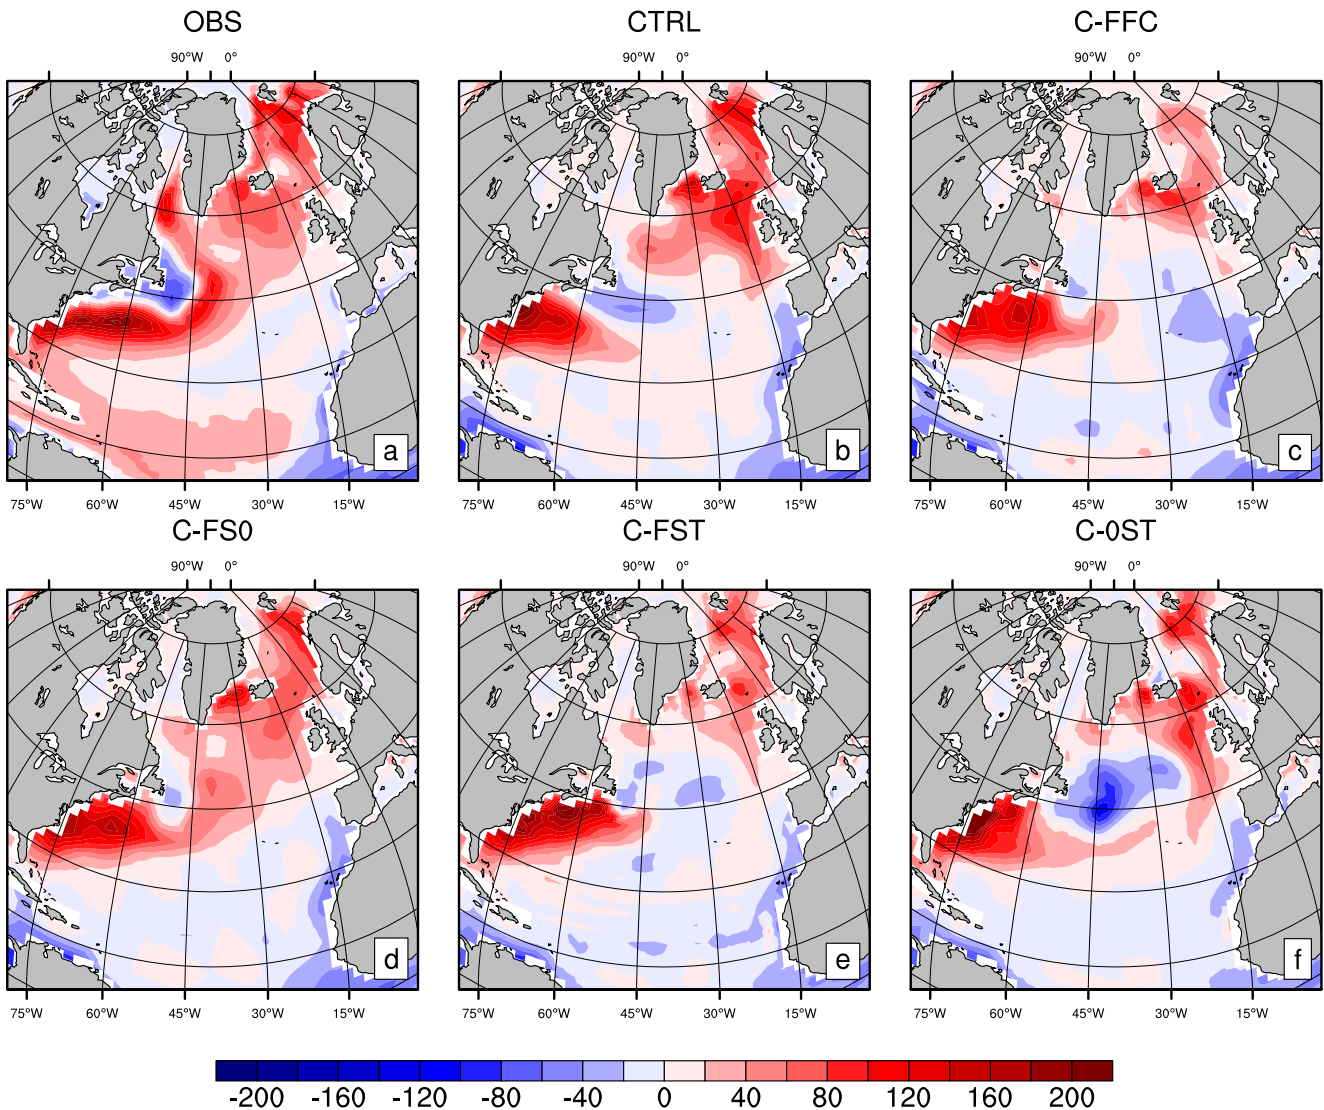 OBS CTRL C-FFC
90°W 0° 90°W 0° 90°W 0°
a b c
75°W 60°W 45°W 30°W 15°W 75°W 60°W 45°W 30°W 15°W 75°W 60°W 45°W 30°W 15°W
C-FS0 C-FST C-0ST
90°W 0° 90°W 0° 90°W 0°
d e f
75°W 60°W 45°W 30°W 15°W 75°W 60°W 45°W 30°W 15°W 75°W 60°W 45°W 30°W 15°W
-200 -160 -120 -80 -40 0 40 80 120 160 200